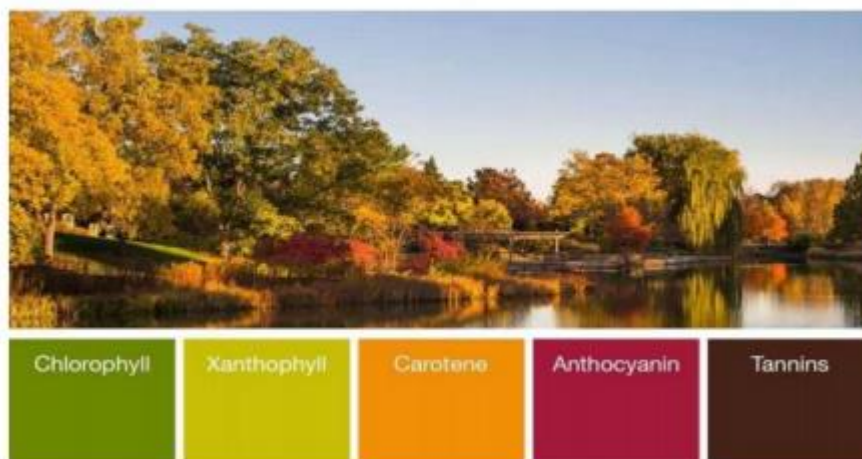 Chlorophyll
Xanthophyll
Carotene
Anthocyanin
Tannins